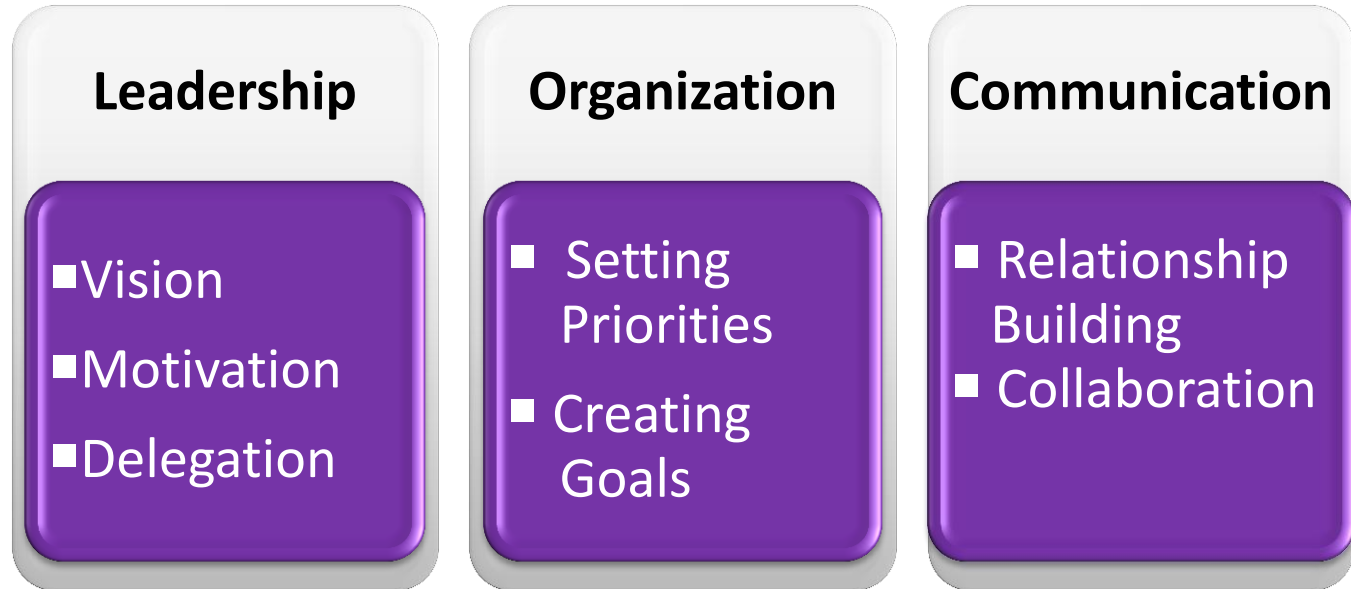 Leadership
■Vision
■Motivation
■Delegation
Organization
■ Setting
Priorities
■ Creating
Goals
Communication
■ Relationship
Building
■ Collaboration